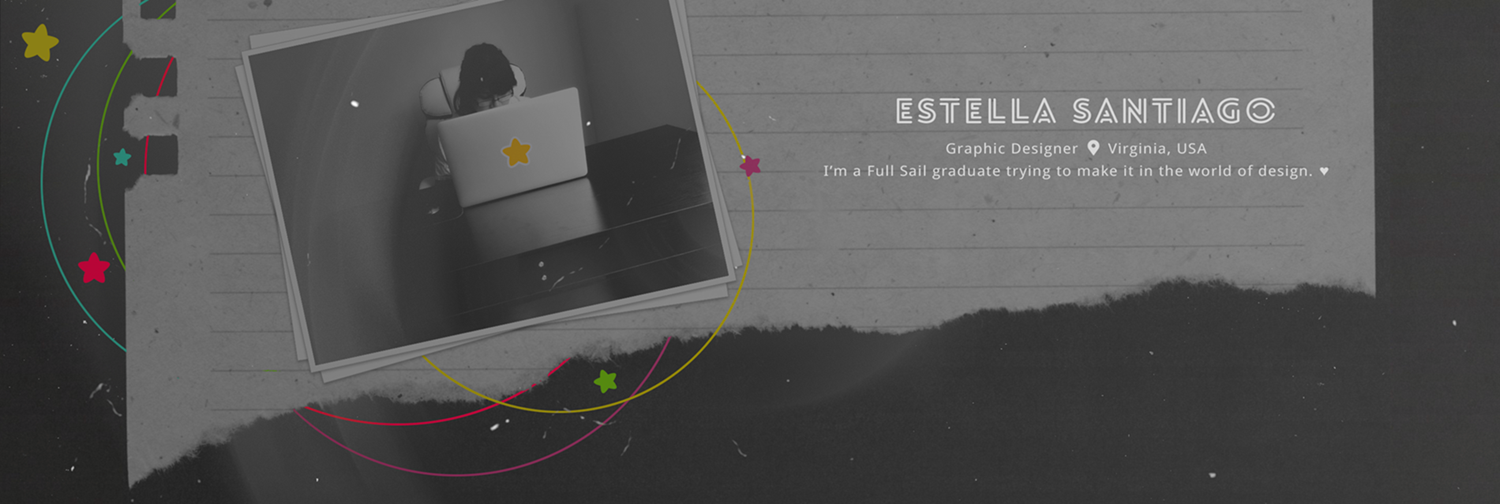 ESTELLA SANTIAGO
Graphic Designer Virginia, USA
I'm a Full Sail graduate trying to make it in the world of design. ♥